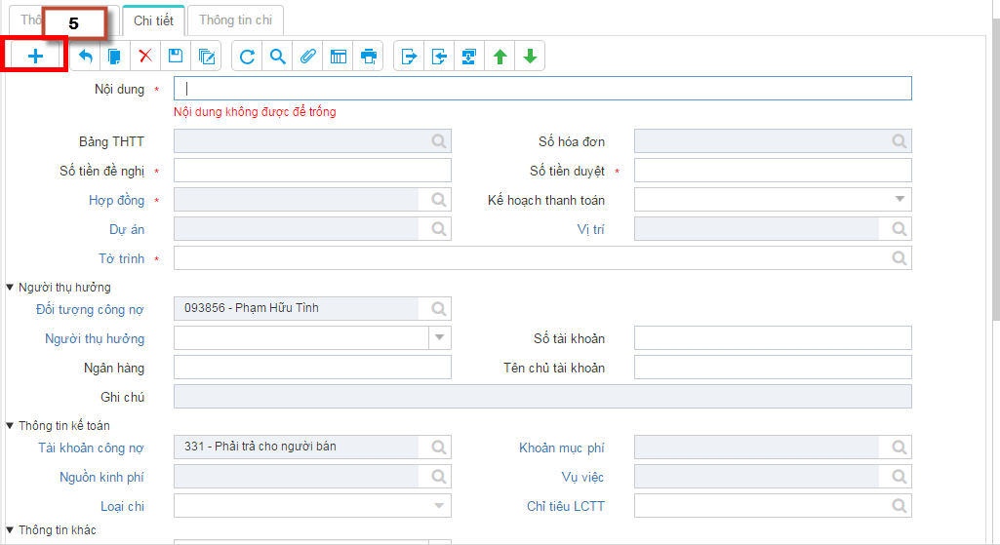 Thô
5
Chi tiết
Thông tin chi
Nội dung *
Nội dung không được để trống
Bảng THTT
Số hóa đơn
Số tiền đề nghị *
Số tiền duyệt *
Hợp đồng *
Kế hoạch thanh toán
Dự án
Vị trí
Tờ trình *
Người thụ hưởng
Đối tượng công nợ
093856 - Phạm Hữu Tình
Người thụ hưởng
Số tài khoản
Ngân hàng
Tên chủ tài khoản
Ghi chú
Thông tin kế toán
Tài khoản công nợ
331 - Phải trả cho người bán
Khoản mục phí
Nguồn kinh phí
Vụ việc
Loại chi
Chỉ tiêu LCTT
Thông tin khác